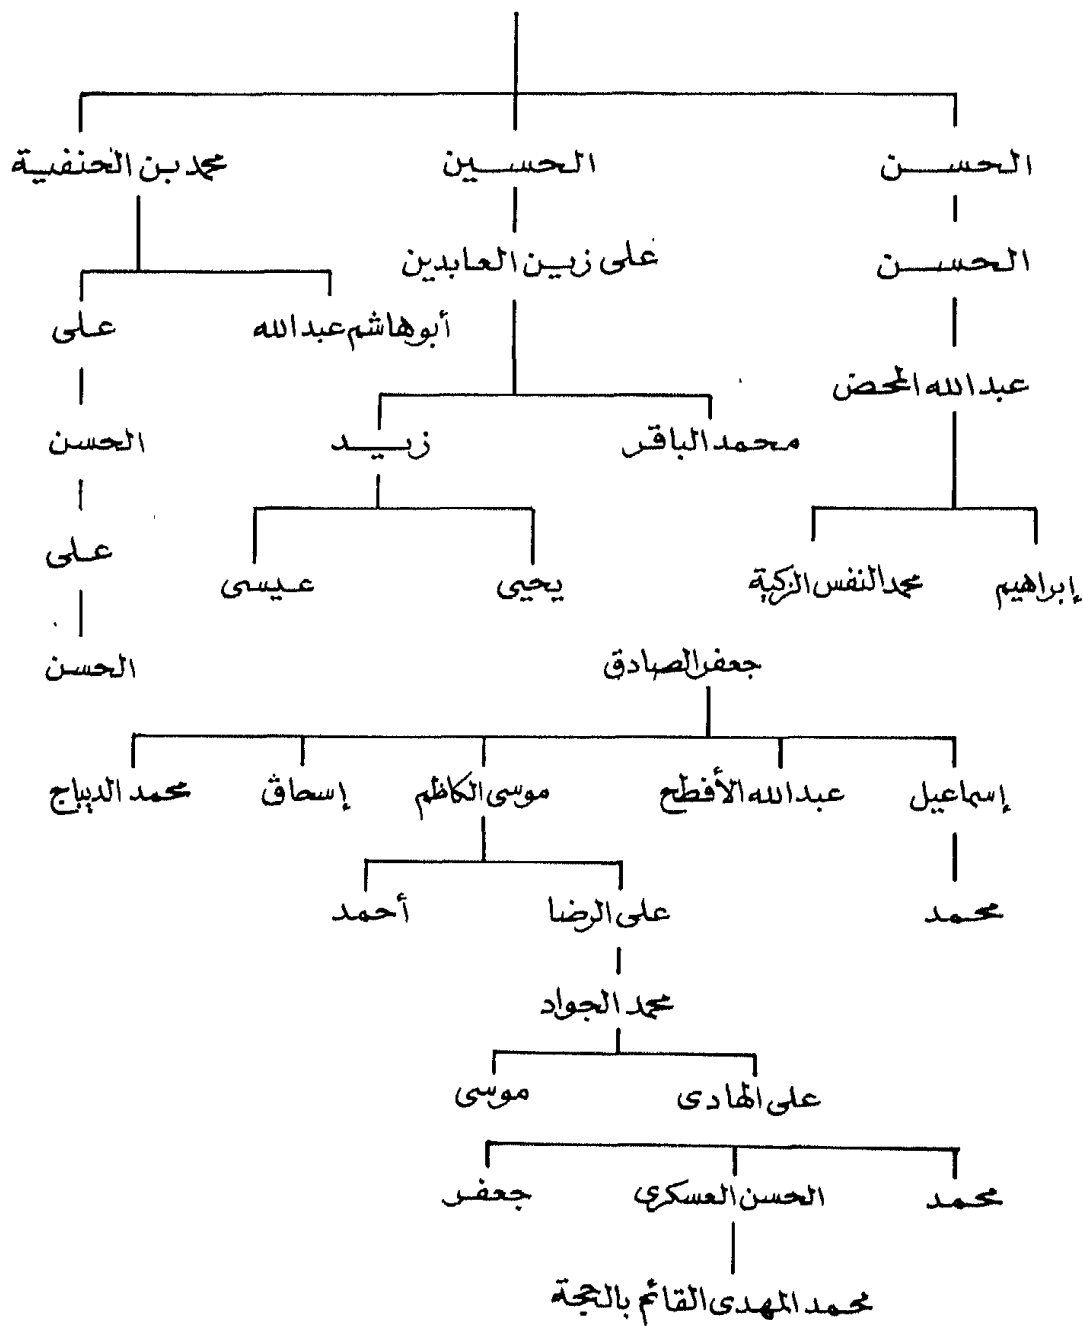 الحسن الحسين محمد بن الحنفية
الحسن على زين العابدين
على أبو هاشم عبد الله
عبد الله المحض
محمد الباقر زيد الحسن
على
إبراهيم محمد النفس الزكية يحيى عيسى
جعفر الصادق الحسن
إسماعيل عبد الله الأفطح موسى الكاظم إسحاق محمد الديباج
محمد على الرضا أحمد
محمد الجواد
على الهادى موسى
محمد الحسن العسكرى جعفر
محمد المهدى القائم بالحجة